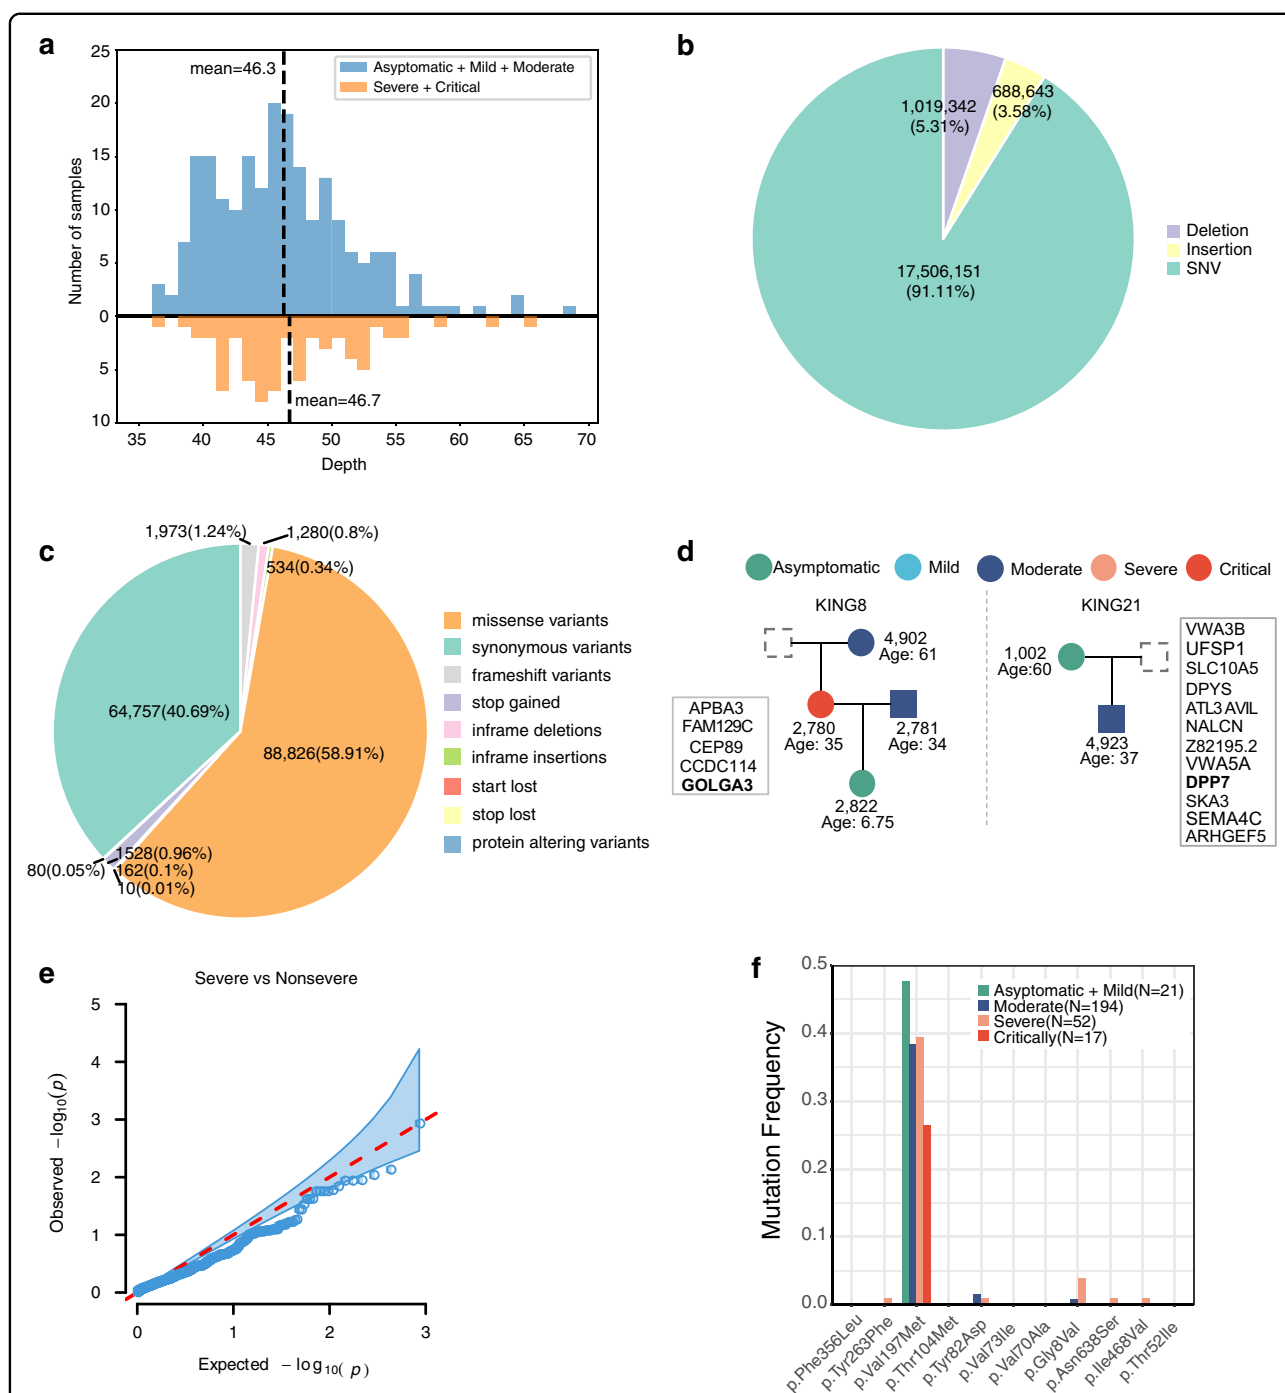 a
25
20
15
10
5
0
5
10
Number of samples
mean=46.3
Asyptomatic + Mild + Moderate
Severe + Critical
mean=46.7
35 40 45 50 55 60 65 70
Depth
b
1,019,342
(5.31%)
688,643
(3.58%)
17,506,151
(91.11%)
Deletion
Insertion
SNV
c
1,973(1.24%)
1,280(0.8%)
534(0.34%)
64,757(40.69%)
88,826(58.91%)
1528(0.96%)
80(0.05%)
162(0.1%)
10(0.01%)
missense variants
synonymous variants
frameshift variants
stop gained
inframe deletions
inframe insertions
start lost
stop lost
protein altering variants
d
Asymptomatic Mild Moderate Severe Critical
KING8
4,902
Age: 61
2,780
Age: 35
2,781
Age: 34
2,822
Age: 6.75
APBA3
FAM129C
CEP89
CCDC114
GOLGA3
KING21
1,002
Age:60
4,923
Age: 37
VWA3B
UFSP1
SLC10A5
DPYS
ATL3 AVIL
NALCN
Z82195.2
VWA5A
DPP7
SKA3
SEMA4C
ARHGEF5
e
Severe vs Nonsevere
5
4
3
2
1
0
Observed −log10(p)
0 1 2 3
Expected −log10(p)
f
0.5
0.4
0.3
0.2
0.1
0.0
Mutation Frequency
Asyptomatic + Mild(N=21)
Moderate(N=194)
Severe(N=52)
Critically(N=17)
p.Phe356Leu
p.Tyr263Phe
p.Val197Met
p.Thr104Met
p.Tyr82Asp
p.Val73Ile
p.Val70Ala
p.Gly8Val
p.Asn638Ser
p.Ile468Val
p.Thr52Ile